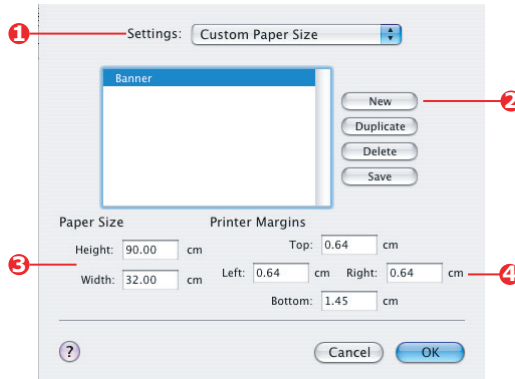 1 Settings: Custom Paper Size
Banner
New 2
Duplicate
Delete
Save
Paper Size Printer Margins
Height: 90.00 cm Top: 0.64 cm
3 Width: 32.00 cm Left: 0.64 cm Right: 0.64 cm 4
Bottom: 1.45 cm
? Cancel OK